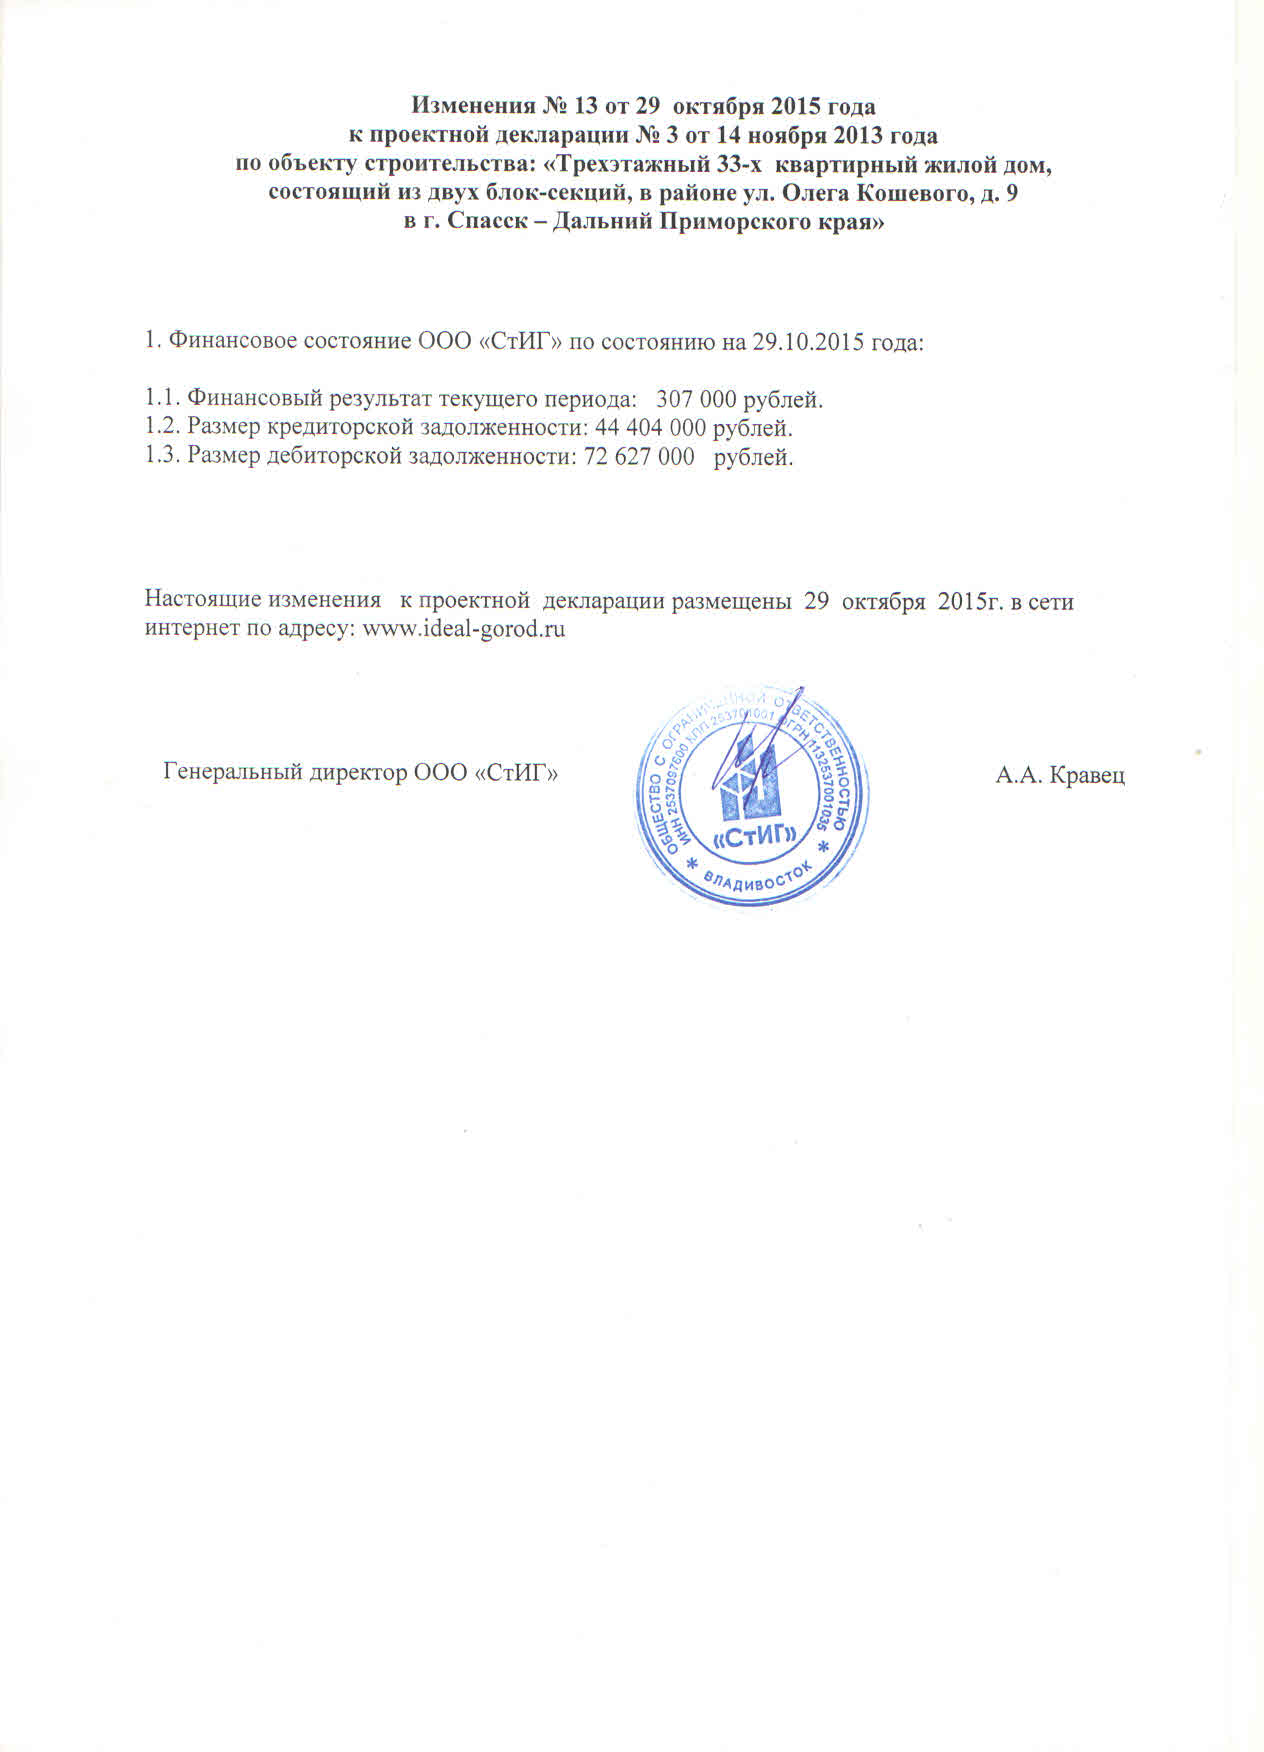 Изменения № 13 от 29 октября 2015 года
к проектной декларации № 3 от 14 ноября 2013 года
по объекту строительства: «Трехэтажный 33-х квартирный жилой дом,
состоящий из двух блок-секций, в районе ул. Олега Кошевого, д. 9
в г. Спасск – Дальний Приморского края»
1. Финансовое состояние ООО «СтИГ» по состоянию на 29.10.2015 года:
1.1. Финансовый результат текущего периода: 307 000 рублей.
1.2. Размер кредиторской задолженности: 44 404 000 рублей.
1.3. Размер дебиторской задолженности: 72 627 000 рублей.
Настоящие изменения к проектной декларации размещены 29 октября 2015г. в сети
интернет по адресу: www.ideal-gorod.ru
Генеральный директор ООО «СтИГ»
А.А. Кравец
ОБЩЕСТВО С ОГРАНИЧЕННОЙ ОТВЕТСТВЕННОСТЬЮ
ИНН 2537097600 КПП 253701001 ОГРН 1132537001035
«СтИГ»
* ВЛАДИВОСТОК *